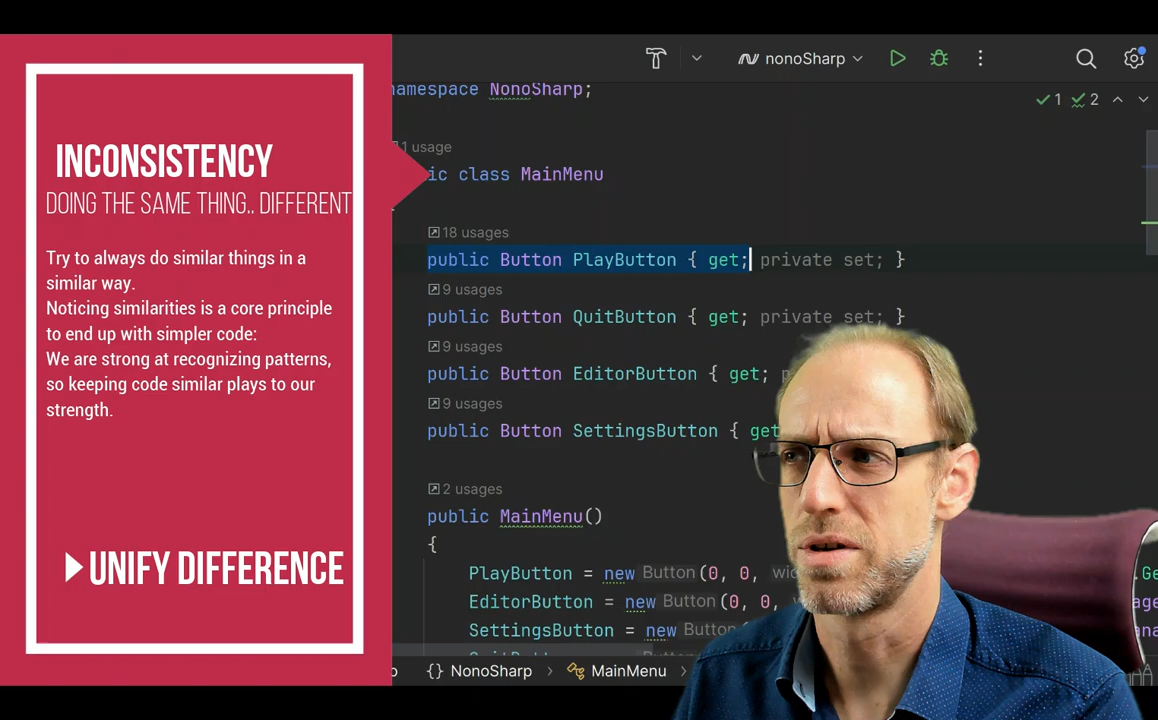 INCONSISTENCY
DOING THE SAME THING.. DIFFERENT
Try to always do similar things in a
similar way.
Noticing similarities is a core principle
to end up with simpler code:
We are strong at recognizing patterns,
so keeping code similar plays to our
strength.
UNIFY DIFFERENCE
nonoSharp
amespace NonoSharp;
1 2
1 usage
ic class MainMenu
18 usages
public Button PlayButton { get; private set; }
9 usages
public Button QuitButton { get; private set; }
9 usages
public Button EditorButton { get;
9 usages
public Button SettingsButton { get
2 usages
public MainMenu()
{
PlayButton = new Button(0, 0,
EditorButton = new Button(0, 0,
SettingsButton = new Button(
{} NonoSharp > MainMenu >